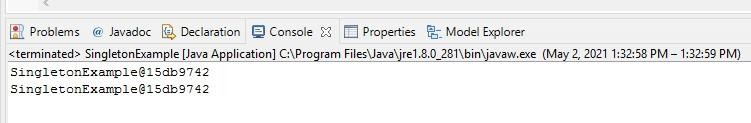 Problems @ Javadoc Declaration Console Properties Model Explorer
<terminated> SingletonExample [Java Application] C:\Program Files\Java\jre1.8.0_281\bin\javaw.exe (May 2, 2021 1:32:58 PM – 1:32:59 PM)
SingletonExample@15db9742
SingletonExample@15db9742